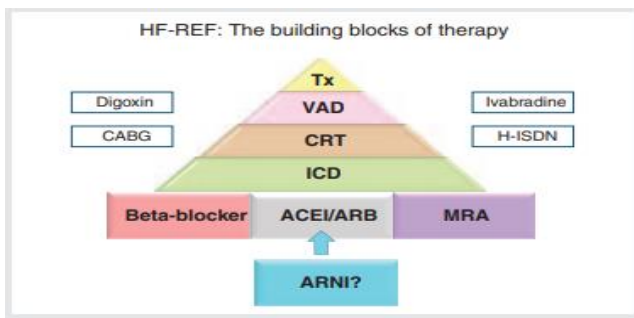 HF-REF: The building blocks of therapy
Tx
Digoxin
VAD
Ivabradine
CABG
CRT
H-ISDN
ICD
Beta-blocker
ACEI/ARB
MRA
ARNI?